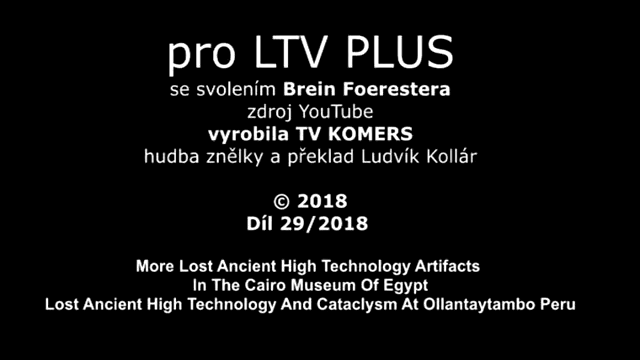 pro LTV PLUS
se svolením Brein Foerestera
zdroj YouTube
vyrobila TV KOMERS
hudba znělky a překlad Ludvík Kollár
© 2018
Díl 29/2018
More Lost Ancient High Technology Artifacts
In The Cairo Museum Of Egypt
Lost Ancient High Technology And Cataclysm At Ollantaytambo Peru